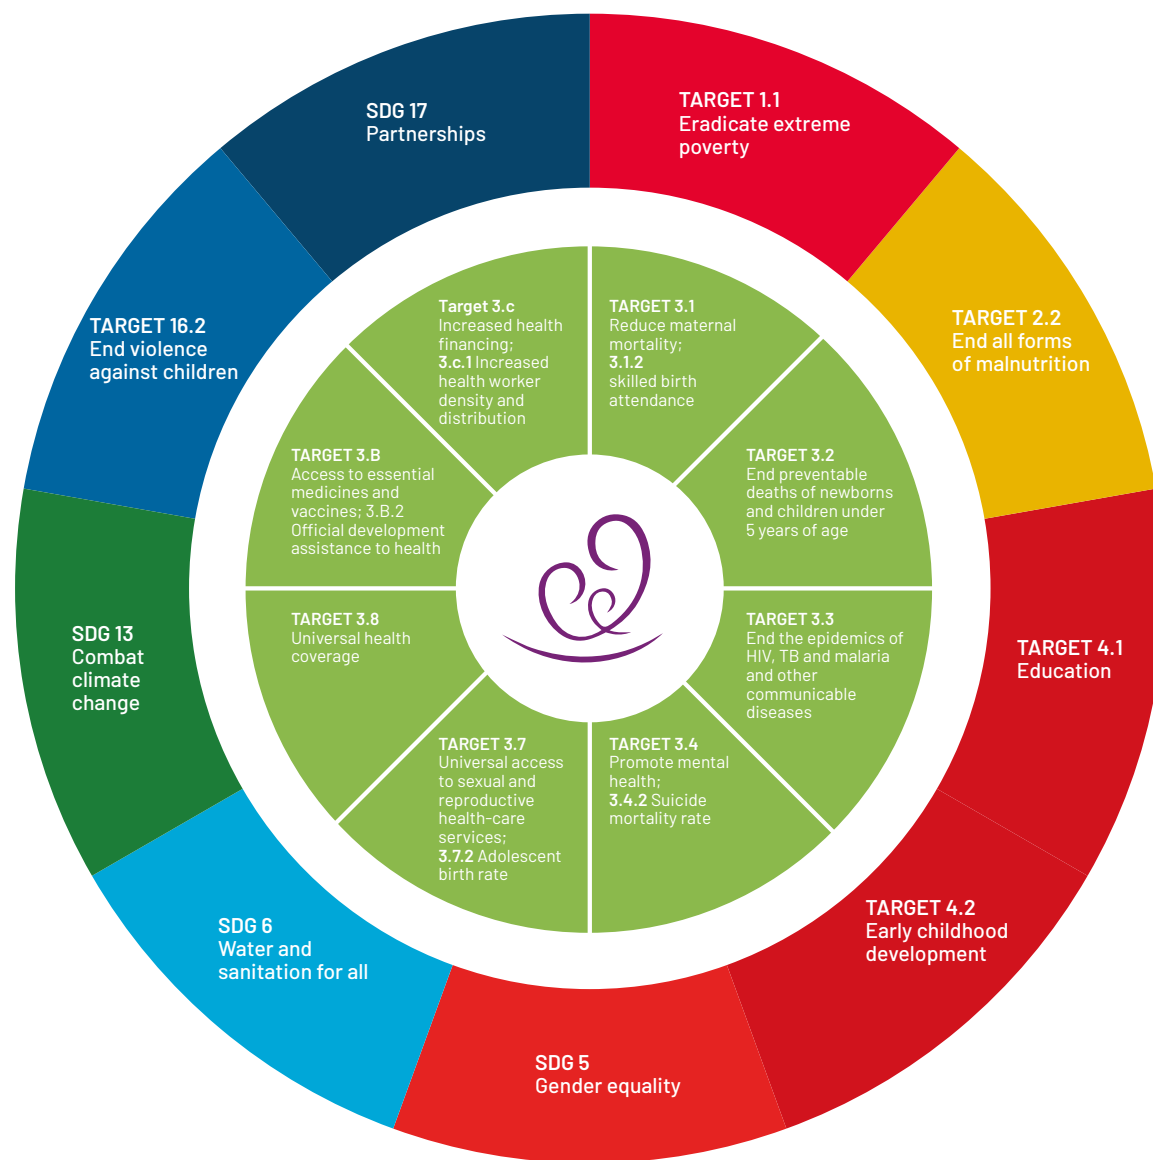 SDG 17
Partnerships
TARGET 1.1
Eradicate extreme
poverty
TARGET 2.2
End all forms
of malnutrition
TARGET 4.1
Education
TARGET 4.2
Early childhood
development
SDG 5
Gender equality
SDG 6
Water and
sanitation for all
SDG 13
Combat
climate
change
TARGET 16.2
End violence
against children
Target 3.c
Increased health
financing;
3.c.1 Increased
health worker
density and
distribution
TARGET 3.1
Reduce maternal
mortality;
3.1.2
skilled birth
attendance
TARGET 3.2
End preventable
deaths of newborns
and children under
5 years of age
TARGET 3.3
End the epidemics of
HIV, TB and malaria
and other
communicable
diseases
TARGET 3.4
Promote mental
health;
3.4.2 Suicide
mortality rate
TARGET 3.7
Universal access
to sexual and
reproductive
health-care
services;
3.7.2 Adolescent
birth rate
TARGET 3.8
Universal health
coverage
TARGET 3.B
Access to essential
medicines and
vaccines; 3.B.2
Official development
assistance to health